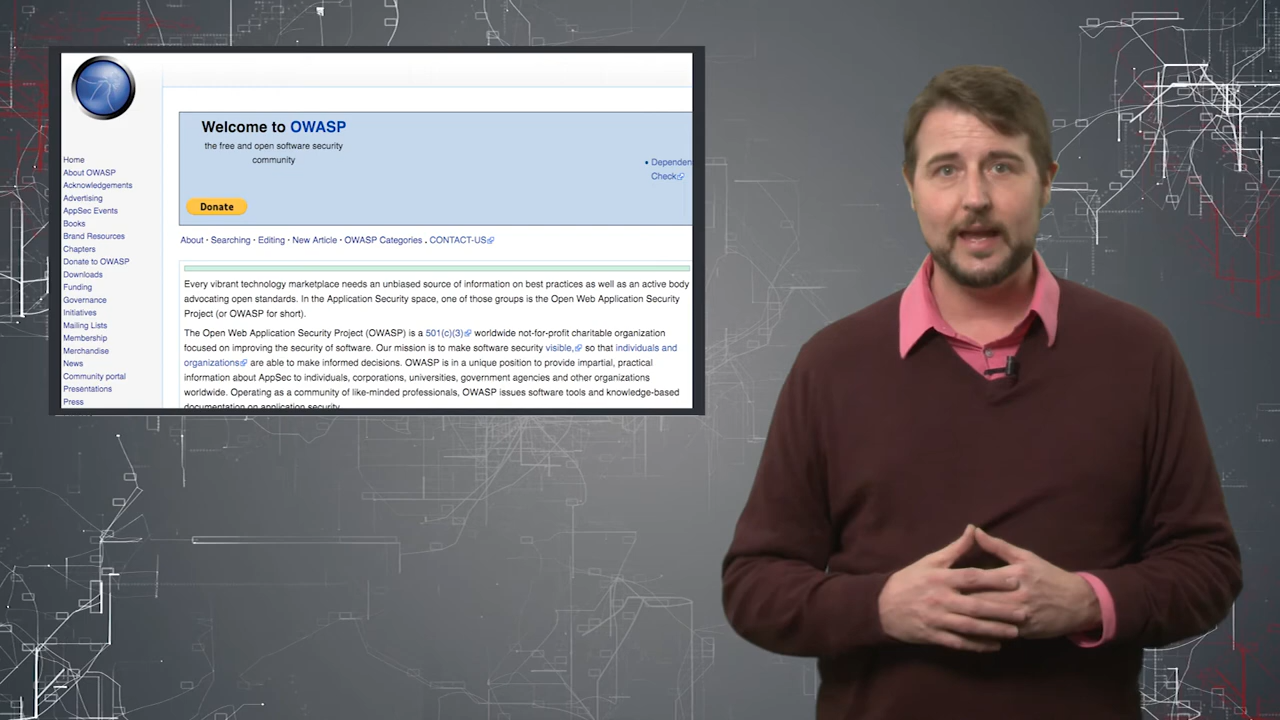 Home
About OWASP
Acknowledgements
Advertising
AppSec Events
Books
Brand Resources
Chapters
Donate to OWASP
Downloads
Funding
Governance
Initiatives
Mailing Lists
Membership
Merchandise
News
Community portal
Presentations
Press
Welcome to OWASP
the free and open software security
community
• Dependen
Check
Donate
About · Searching · Editing · New Article · OWASP Categories . CONTACT-US
Every vibrant technology marketplace needs an unbiased source of information on best practices as well as an active body
advocating open standards. In the Application Security space, one of those groups is the Open Web Application Security
Project (or OWASP for short).
The Open Web Application Security Project (OWASP) is a 501(c)(3) worldwide not-for-profit charitable organization
focused on improving the security of software. Our mission is to make software security visible, so that individuals and
organizations are able to make informed decisions. OWASP is in a unique position to provide impartial, practical
information about AppSec to individuals, corporations, universities, government agencies and other organizations
worldwide. Operating as a community of like-minded professionals, OWASP issues software tools and knowledge-based
documentation on application security.